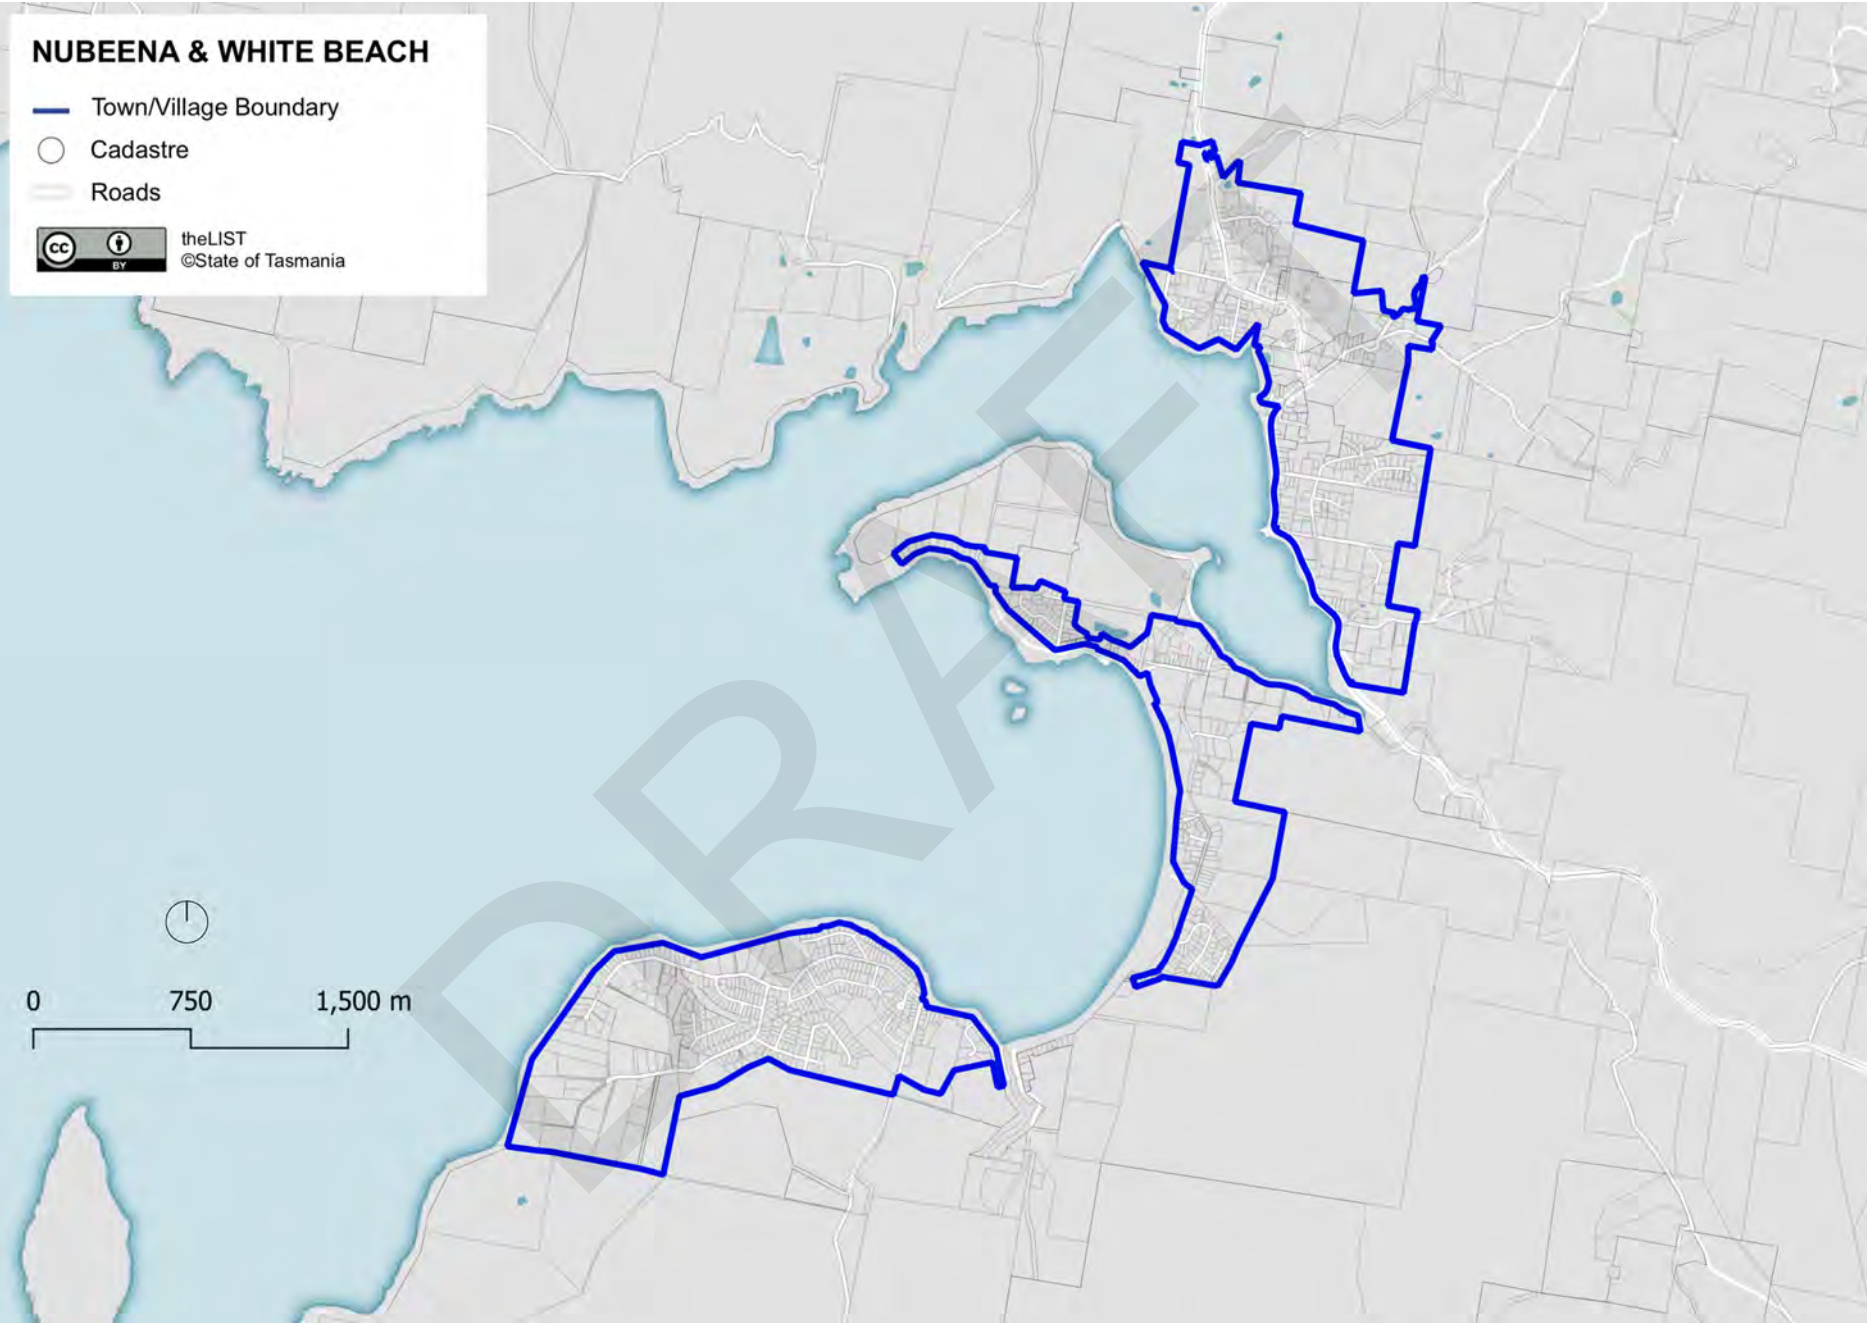 NUBEENA & WHITE BEACH
Town/Village Boundary
Cadastre
Roads
cc
BY
theLIST
©State of Tasmania
DRAFT
0 750 1,500 m